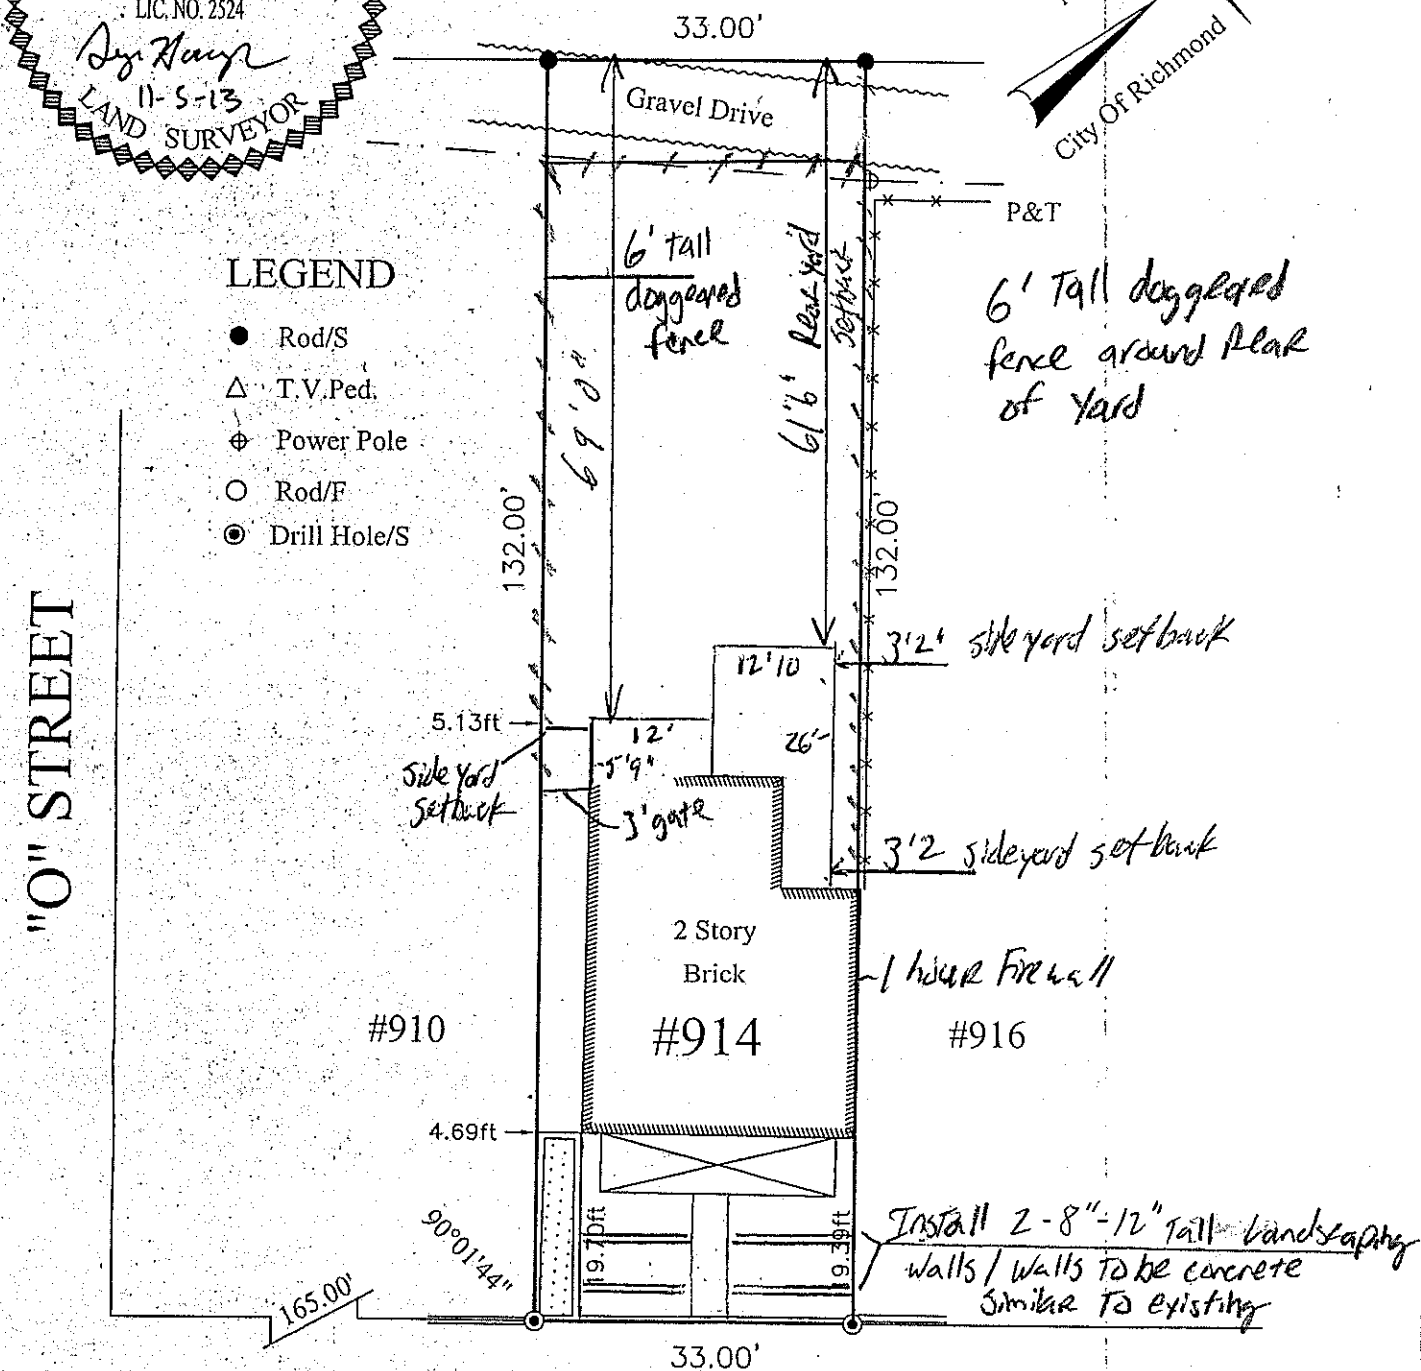 LIC. NO. 2524
11-5-13
LAND SURVEYOR
33.00'
City Of Richmond
Gravel Drive
P&T
LEGEND
Rod/S
T.V.Ped.
Power Pole
Rod/F
Drill Hole/S
6' Tall
doggeared
fence
69'.0"
61'6" Rear yard
setback
6' Tall doggeared
fence around Rear
of Yard
132.00'
132.00'
"O" STREET
3'2" side yard setback
12'10
5.13ft
12'
26'
5'9"
side yard
setback
3' gate
3'2 sideyard setback
2 Story
Brick
1 hour Firewall
#910
#914
#916
4.69ft
90°01'44"
19.70ft
19.39ft
Install 2-8"-12" Tall Landscaping
walls / walls To be concrete
Similar To existing
165.00'
33.00'